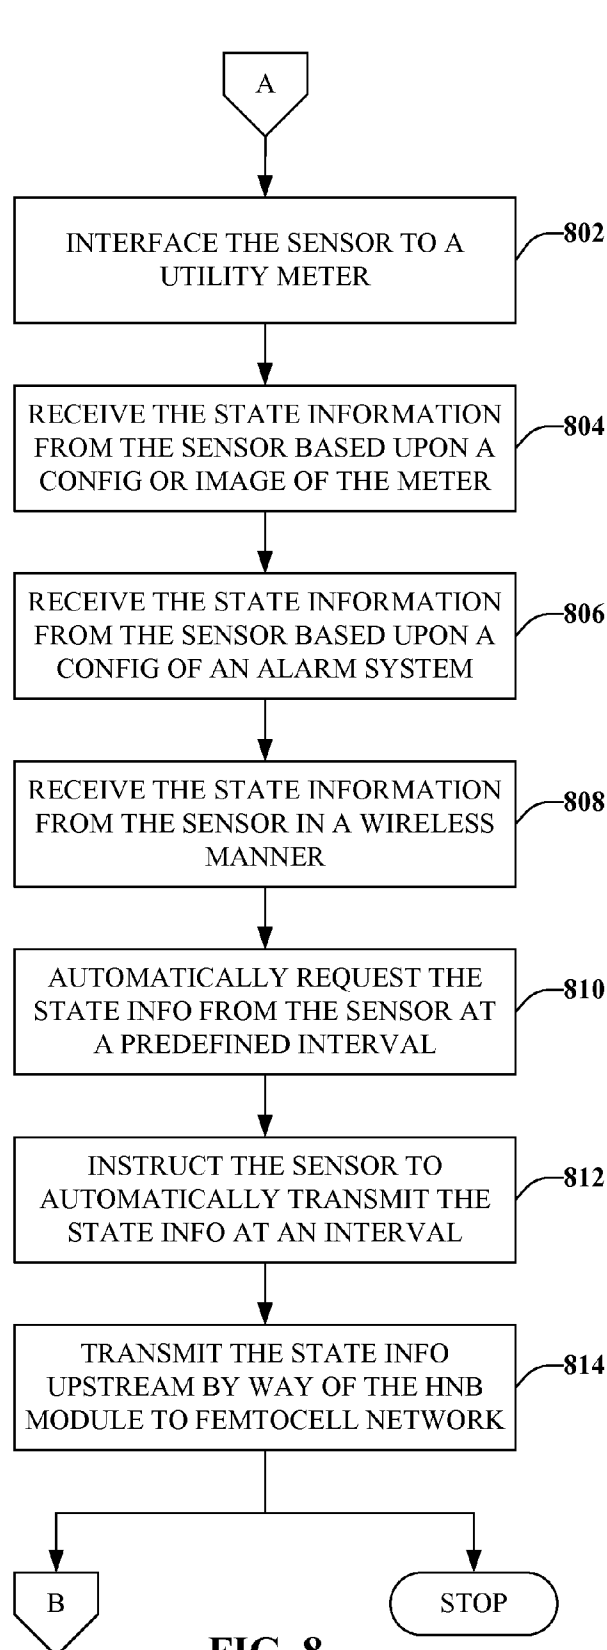 A
INTERFACE THE SENSOR TO A
UTILITY METER
802
RECEIVE THE STATE INFORMATION
FROM THE SENSOR BASED UPON A
CONFIG OR IMAGE OF THE METER
804
RECEIVE THE STATE INFORMATION
FROM THE SENSOR BASED UPON A
CONFIG OF AN ALARM SYSTEM
806
RECEIVE THE STATE INFORMATION
FROM THE SENSOR IN A WIRELESS
MANNER
808
AUTOMATICALLY REQUEST THE
STATE INFO FROM THE SENSOR AT
A PREDEFINED INTERVAL
810
INSTRUCT THE SENSOR TO
AUTOMATICALLY TRANSMIT THE
STATE INFO AT AN INTERVAL
812
TRANSMIT THE STATE INFO
UPSTREAM BY WAY OF THE HNB
MODULE TO FEMTOCELL NETWORK
814
B
STOP
FIG. 8